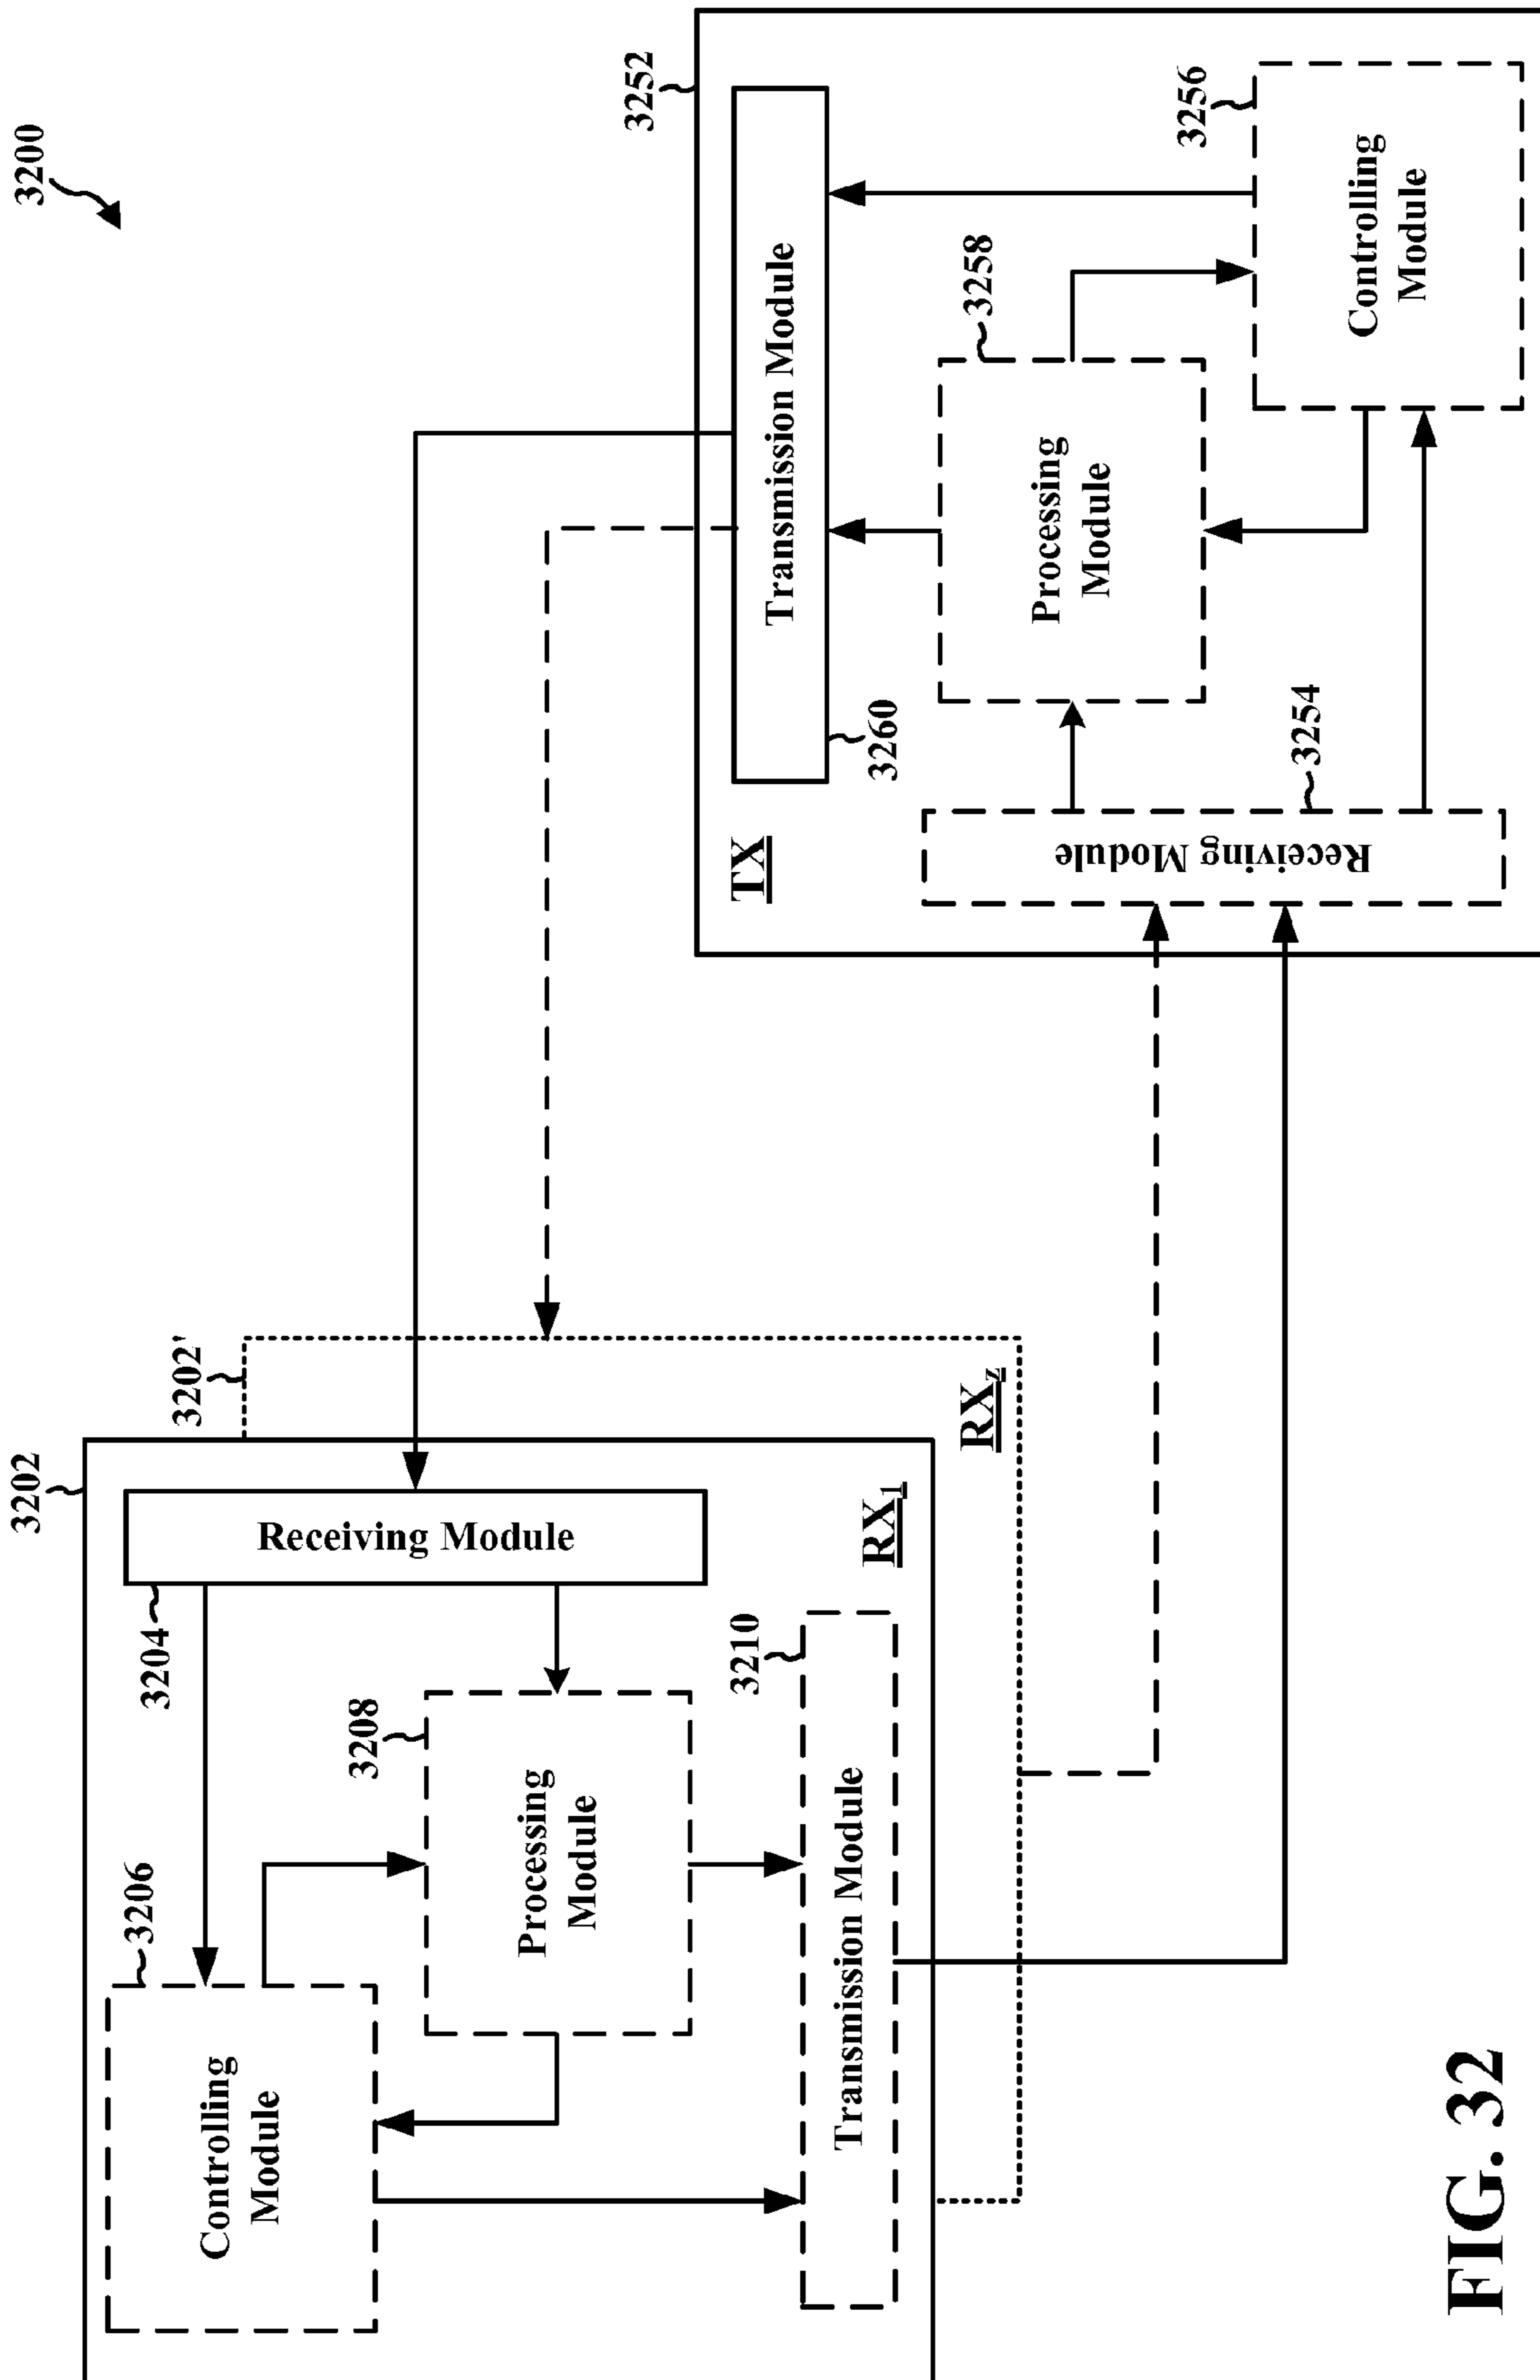 3200
3202
3202'
Receiving Module
3204
3206
Controlling
Module
3208
Processing
Module
3210
Transmission Module
RX1
RXz
3252
TX
Transmission Module
3260
3258
Processing
Module
3256
Controlling
Module
3254
Receiving Module
FIG. 32